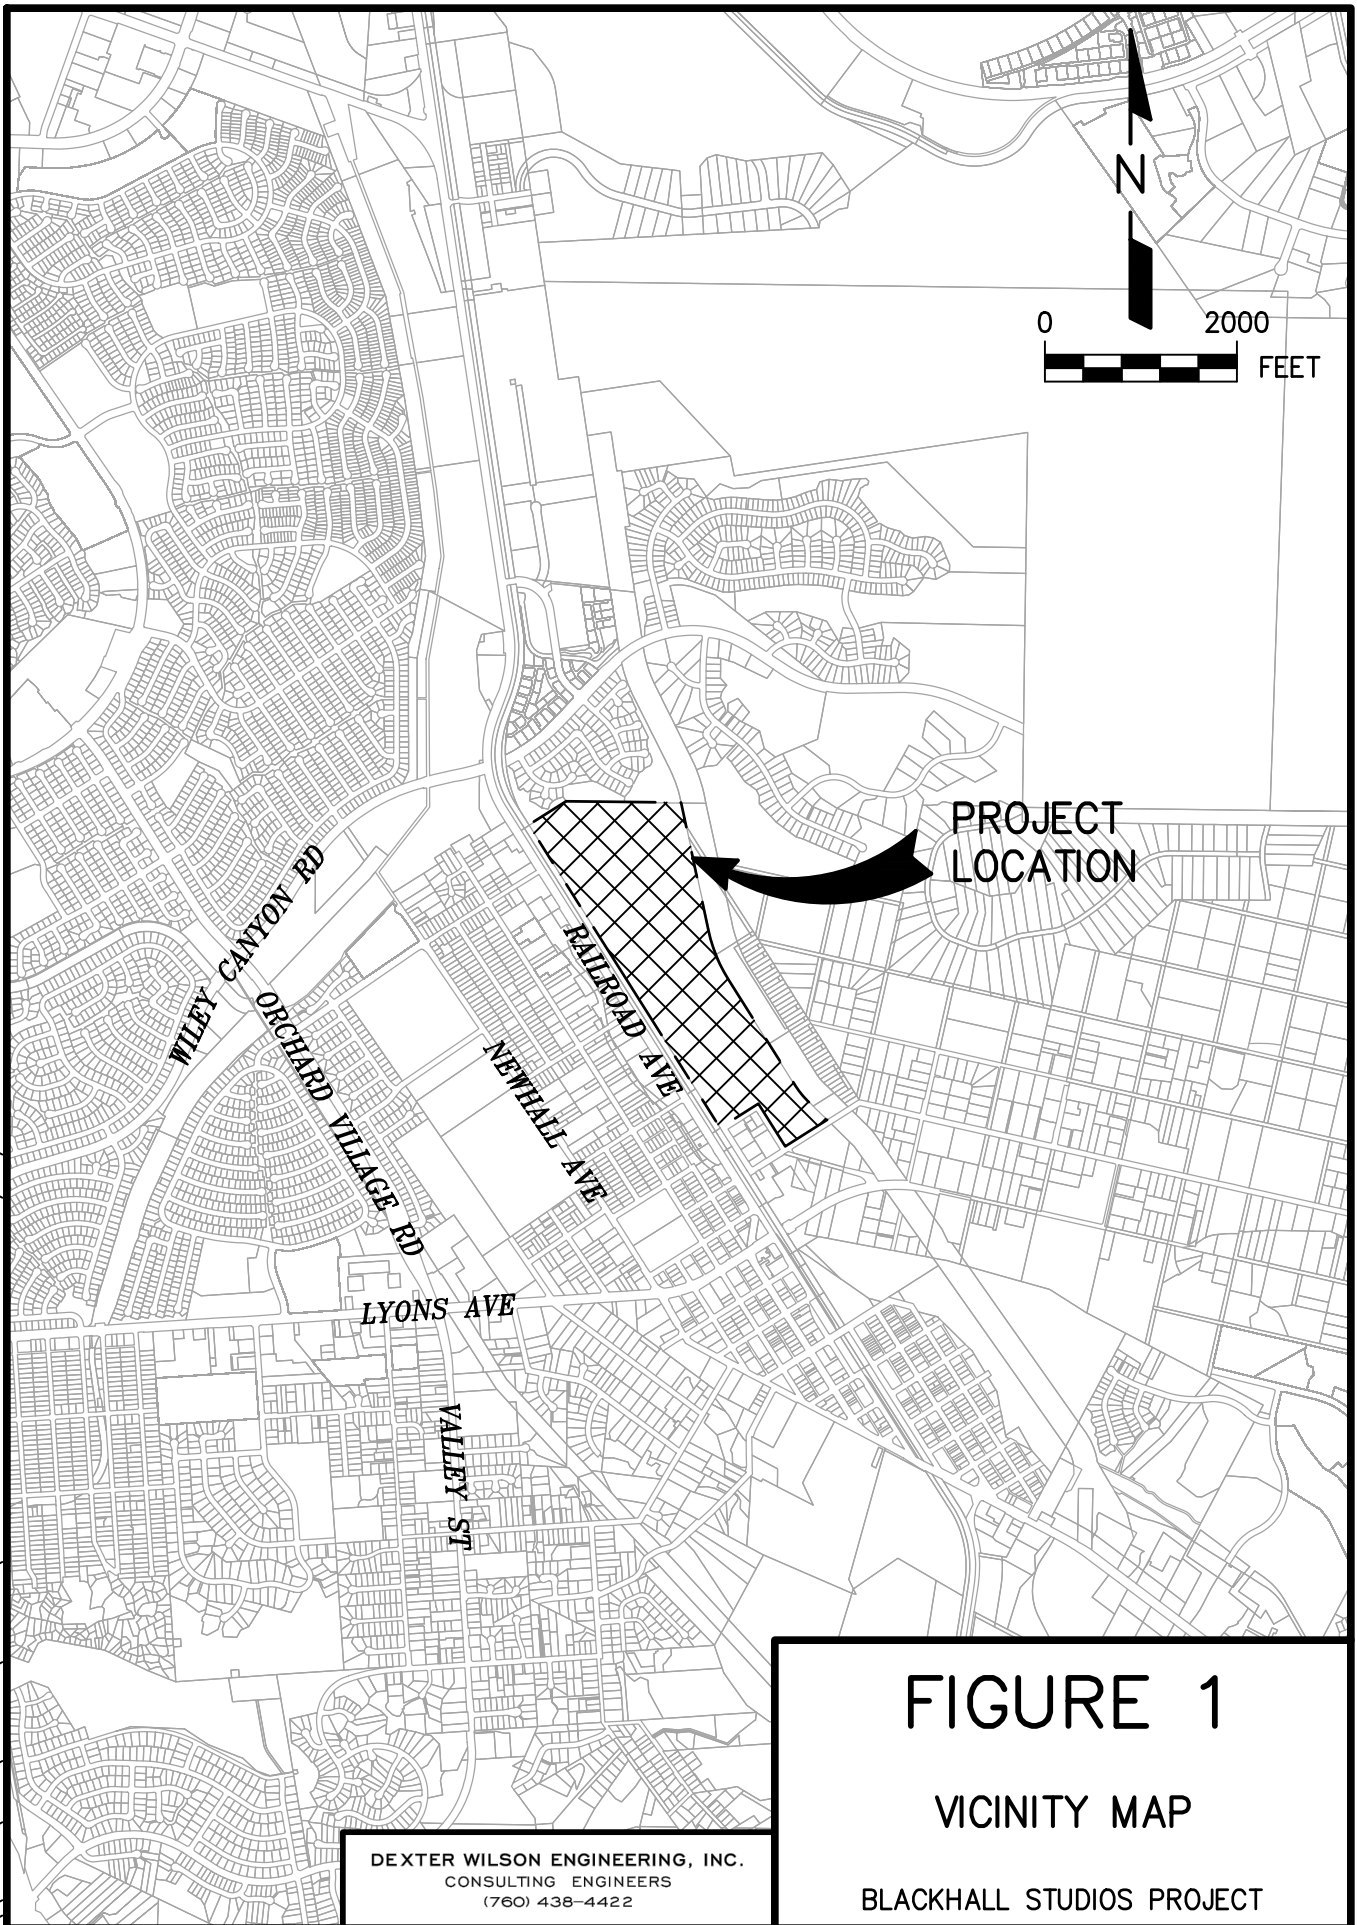 N
0 2000
FEET
PROJECT
LOCATION
WILEY CANYON RD
RAILROAD AVE
ORCHARD VILLAGE RD
NEWHALL AVE
LYONS AVE
VALLEY ST
FIGURE 1
VICINITY MAP
BLACKHALL STUDIOS PROJECT
DEXTER WILSON ENGINEERING, INC.
CONSULTING ENGINEERS
(760) 438-4422